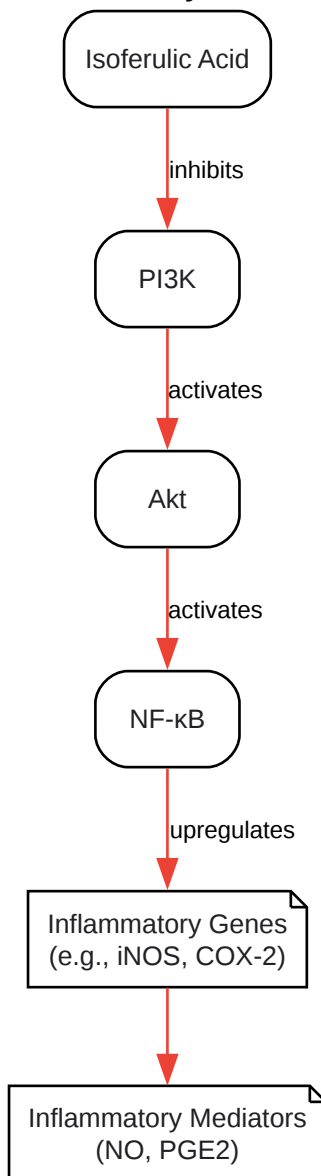 Isoferulic Acid
inhibits
PI3K
activates
Akt
activates
NF-κB
upregulates
Inflammatory Genes
(e.g., iNOS, COX-2)
Inflammatory Mediators
(NO, PGE2)